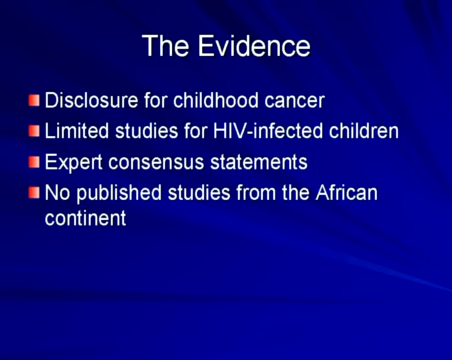 The Evidence
Disclosure for childhood cancer
Limited studies for HIV-infected children
Expert consensus statements
No published studies from the African
continent